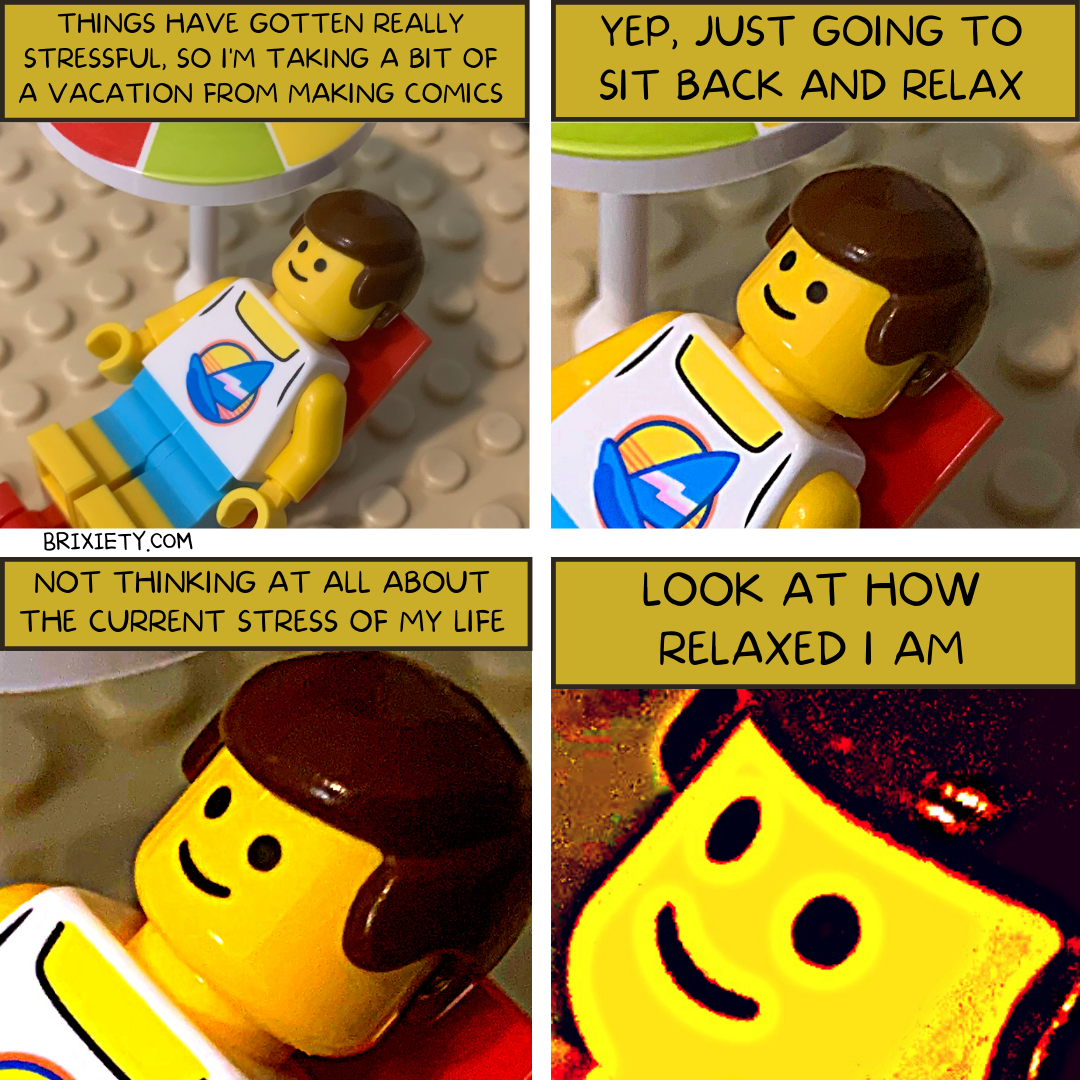 THINGS HAVE GOTTEN REALLY
STRESSFUL, SO I'M TAKING A BIT OF
A VACATION FROM MAKING COMICS
YEP, JUST GOING TO
SIT BACK AND RELAX
BRIXIETY.COM
NOT THINKING AT ALL ABOUT
THE CURRENT STRESS OF MY LIFE
LOOK AT HOW
RELAXED I AM